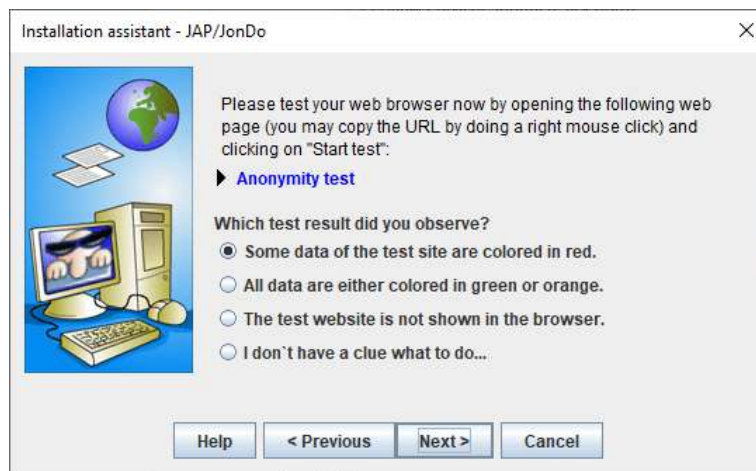 Installation assistant - JAP/JonDo
Please test your web browser now by opening the following web
page (you may copy the URL by doing a right mouse click) and
clicking on "Start test":
Anonymity test
Which test result did you observe?
Some data of the test site are colored in red.
All data are either colored in green or orange.
The test website is not shown in the browser.
I don`t have a clue what to do...
Help < Previous Next > Cancel